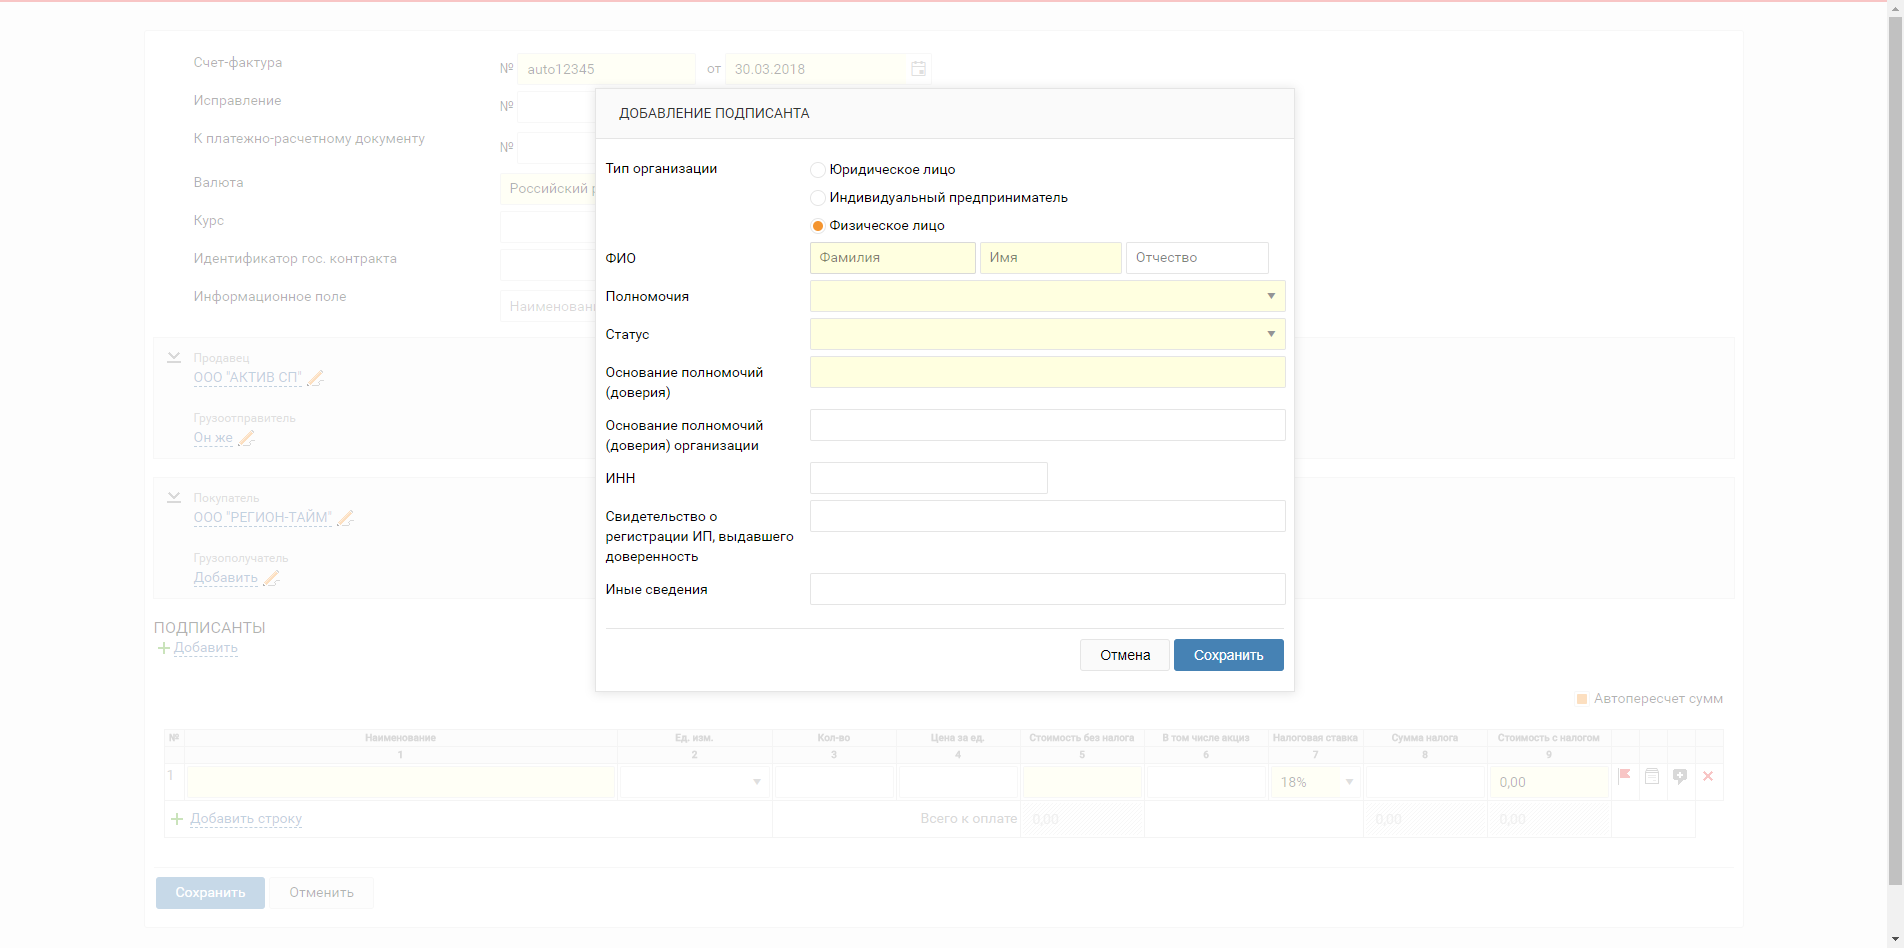 Счет-фактура
№ auto12345 от 30.03.2018
Исправление
№
К платежно-расчетному документу
№
Валюта
Российский
Курс
Идентификатор гос. контракта
Информационное поле
Продавец
ООО "АКТИВ СП"
Грузоотправитель
Он же
Покупатель
ООО "РЕГИОН-ТАЙМ"
Грузополучатель
Добавить
ПОДПИСАНТЫ
Добавить
ДОБАВЛЕНИЕ ПОДПИСАНТА
Тип организации
Юридическое лицо
Индивидуальный предприниматель
Физическое лицо
ФИО
Фамилия Имя Отчество
Полномочия
Статус
Основание полномочий
(доверия)
Основание полномочий
(доверия) организации
ИНН
Свидетельство о
регистрации ИП, выдавшего
доверенность
Иные сведения
Отмена Сохранить
Автопересчет сумм
№ Наименование Ед. изм. Кол-во Цена за ед. Стоимость без налога В том числе акциз Налоговая ставка Сумма налога Стоимость с налогом
1 2 3 4 5 6 7 8 9
1 18% 0,00
Добавить строку Всего к оплате 0,00 0,00 0,00
Сохранить Отменить